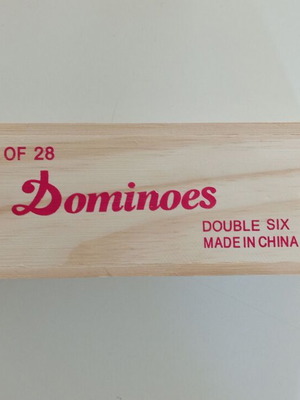 OF 28
Dominoes
DOUBLE SIX
MADE IN CHINA